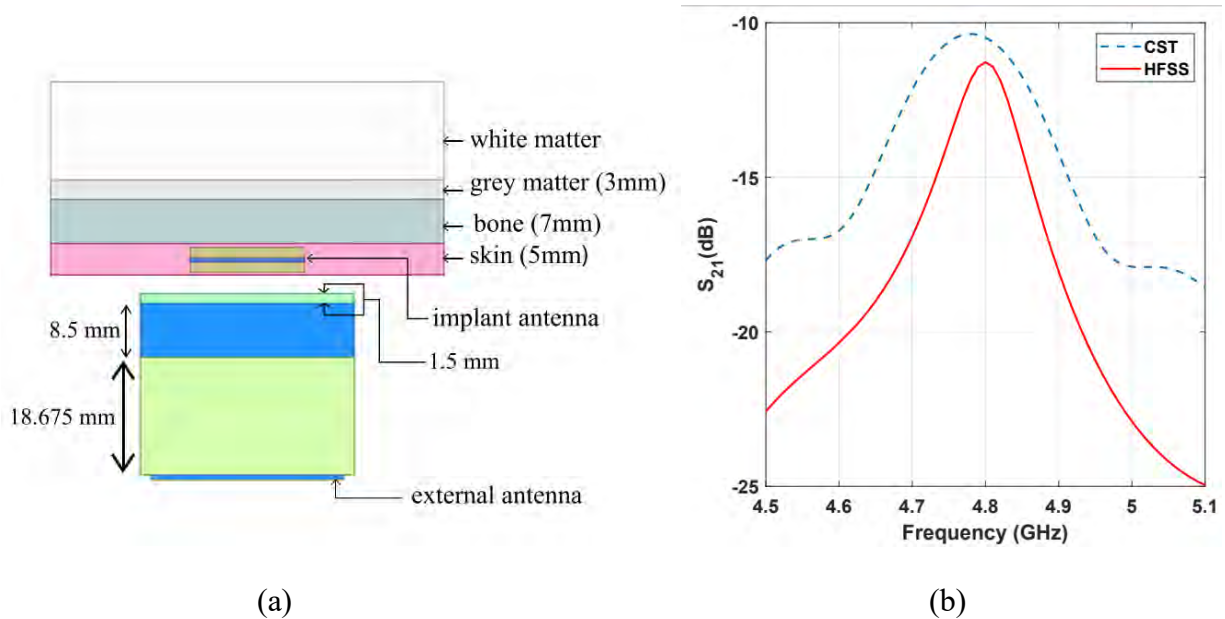 white matter
grey matter (3mm)
bone (7mm)
skin (5mm)
implant antenna
1.5 mm
8.5 mm
18.675 mm
external antenna
(a)
-10
-15
-20
-25
S21(dB)
CST
HFSS
4.5 4.6 4.7 4.8 4.9 5 5.1
Frequency (GHz)
(b)